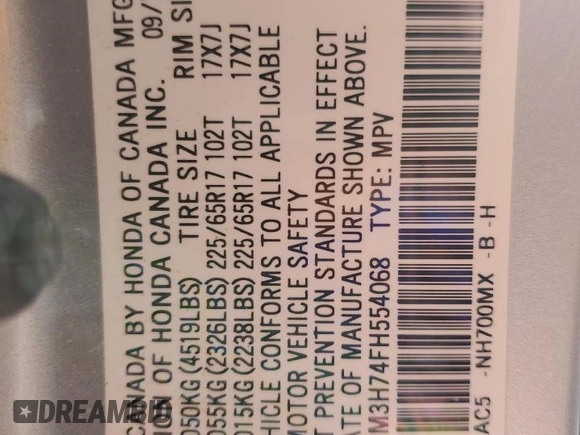 CANADA BY HONDA OF CANADA MFG
OF HONDA CANADA INC. 09/
050KG(4519LBS) TIRE SIZE RIM SI
055KG(2326LBS) 225/65R17 102T 17X7J
015KG(2238LBS) 225/65R17 102T 17X7J
HICLE CONFORMS TO ALL APPLICABLE
MOTOR VEHICLE SAFETY
T PREVENTION STANDARDS IN EFFECT
ATE OF MANUFACTURE SHOWN ABOVE.
M3H74FH554068 TYPE: MPV
AC5 -NH700MX -B -H
DREAMBID